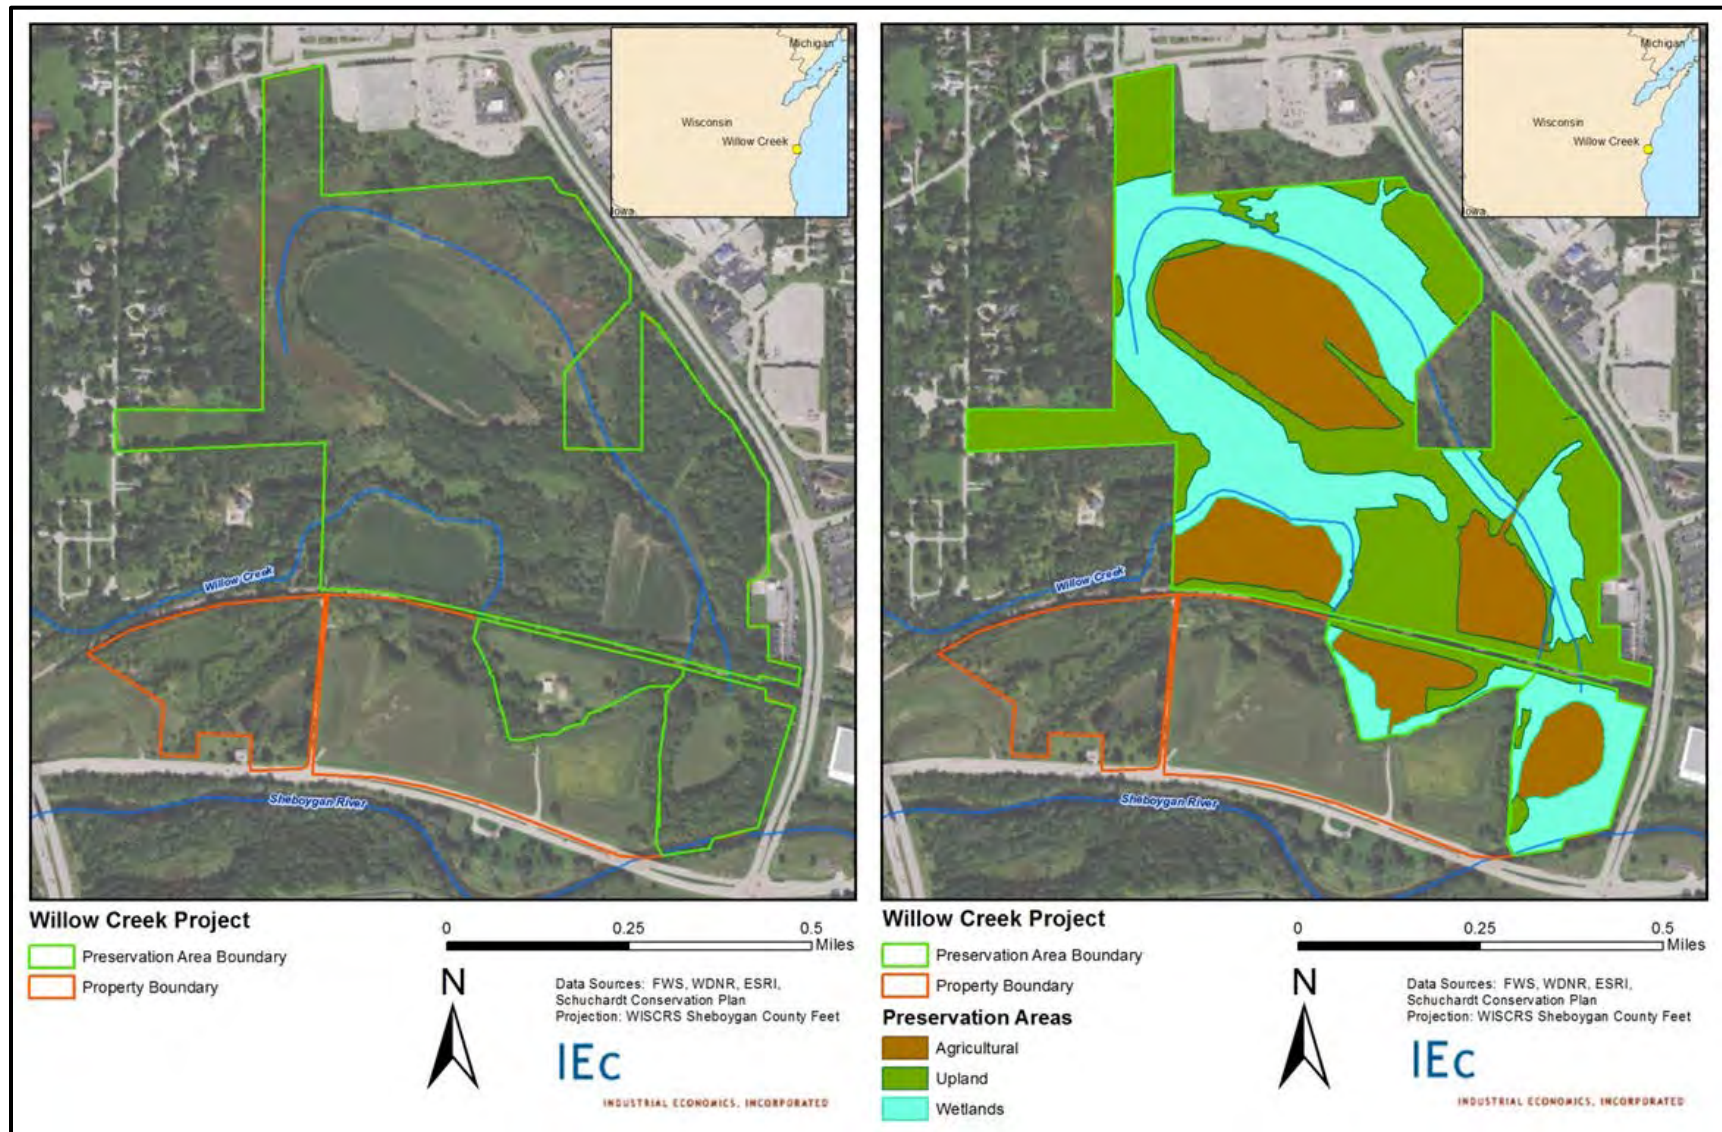 Michigan
Wisconsin
Willow Creek
Iowa
Willow Creek
Sheboygan River
Willow Creek Project
Preservation Area Boundary
Property Boundary
0 0.25 0.5
Miles
N
Data Sources: FWS, WDNR, ESRI,
Schuchardt Conservation Plan
Projection: WISCRS Sheboygan County Feet
IEc
INDUSTRIAL ECONOMICS, INCORPORATED
Michigan
Wisconsin
Willow Creek
Iowa
Willow Creek
Sheboygan River
Willow Creek Project
Preservation Area Boundary
Property Boundary
Preservation Areas
Agricultural
Upland
Wetlands
0 0.25 0.5
Miles
N
Data Sources: FWS, WDNR, ESRI,
Schuchardt Conservation Plan
Projection: WISCRS Sheboygan County Feet
IEc
INDUSTRIAL ECONOMICS, INCORPORATED